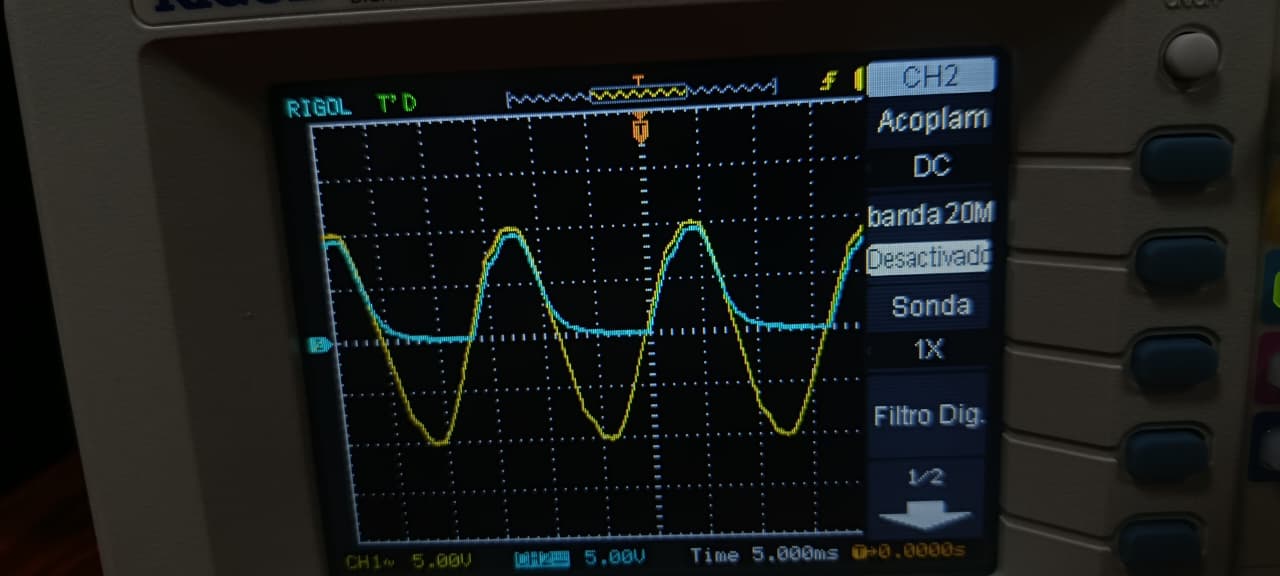 RIGOL T'D
T
T
CH2
Acoplam
DC
banda 20M
Desactivado
Sonda
1X
Filtro Dig.
1/2
CH1~ 5.00V 5.00V Time 5.000ms T→0.0000s